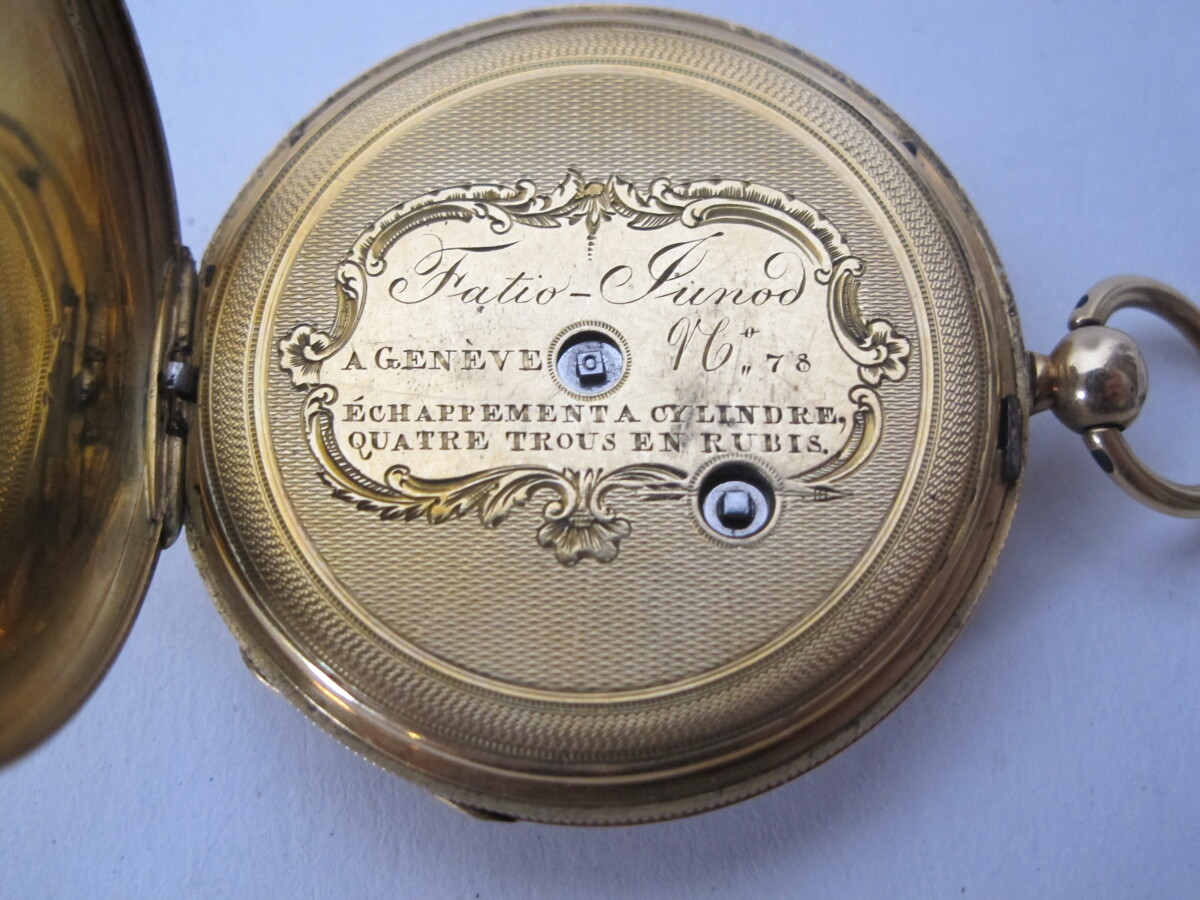 Fatio-Junod
A GENÈVE No„ 78
ÉCHAPPEMENT A CYLINDRE,
QUATRE TROUS EN RUBIS.